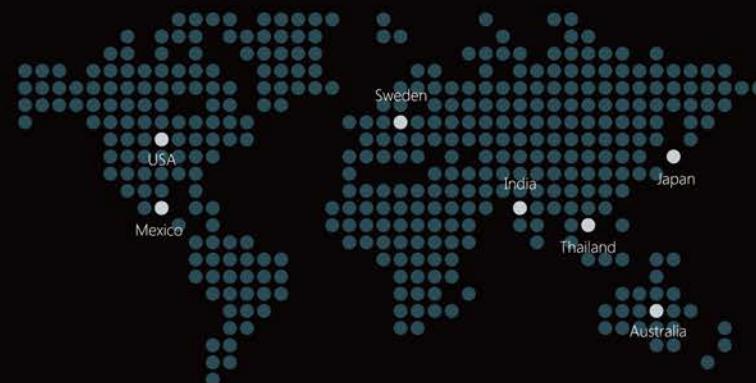 Sweden
USA
Japan
India
Mexico
Thailand
Australia